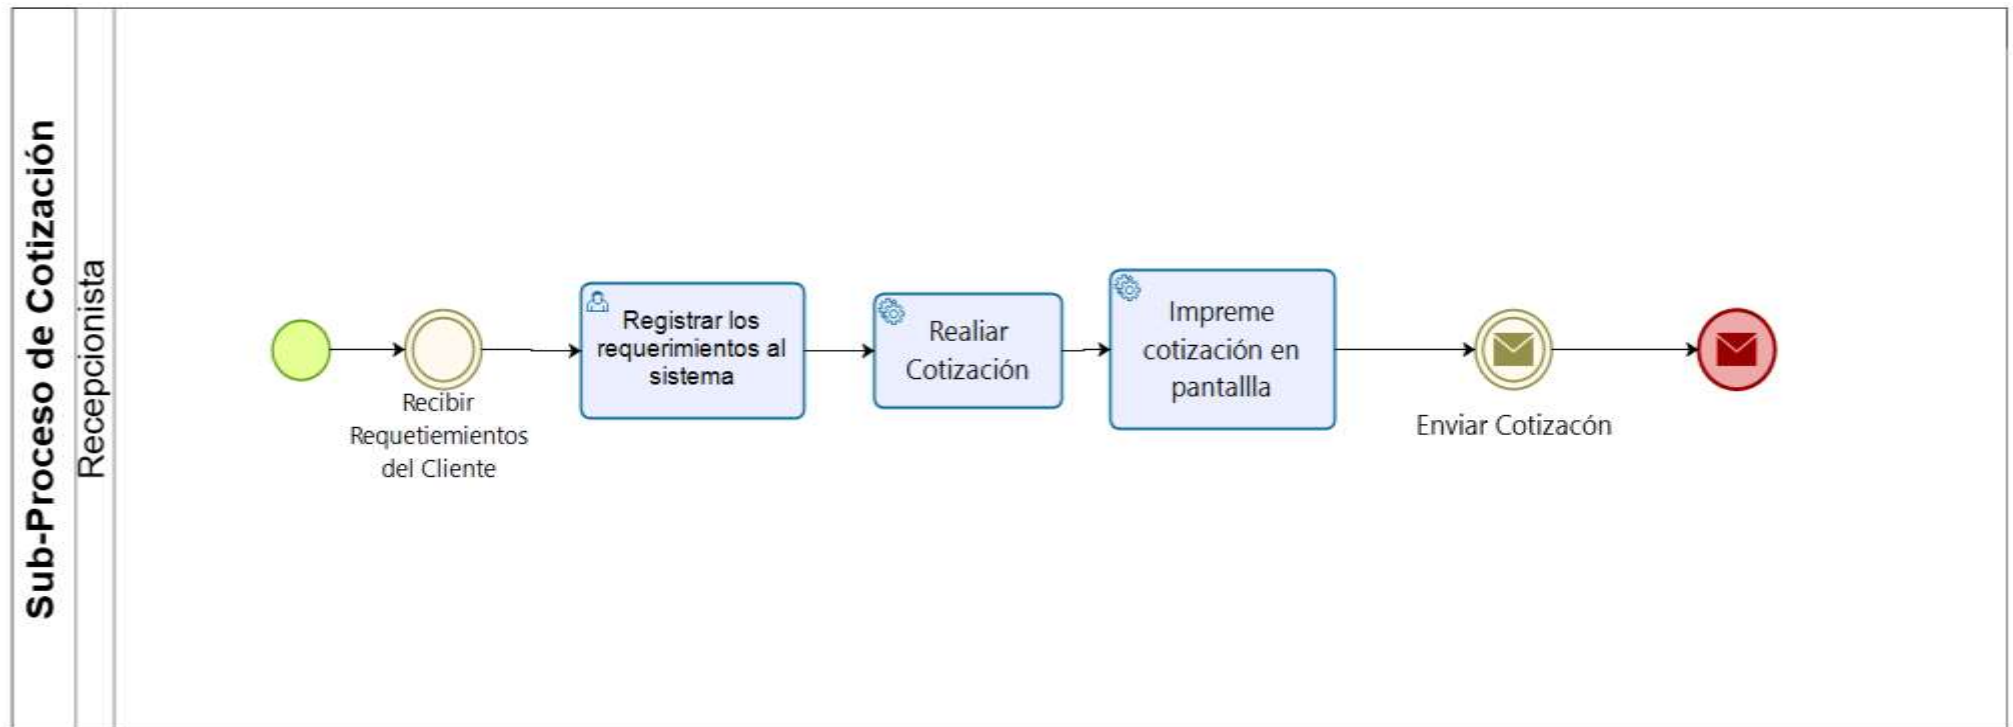 Sub-Proceso de Cotización
Recepcionista
Recibir
Requetiemientos
del Cliente
Registrar los
requerimientos al
sistema
Realiar
Cotización
Impreme
cotización en
pantallla
Enviar Cotizacón